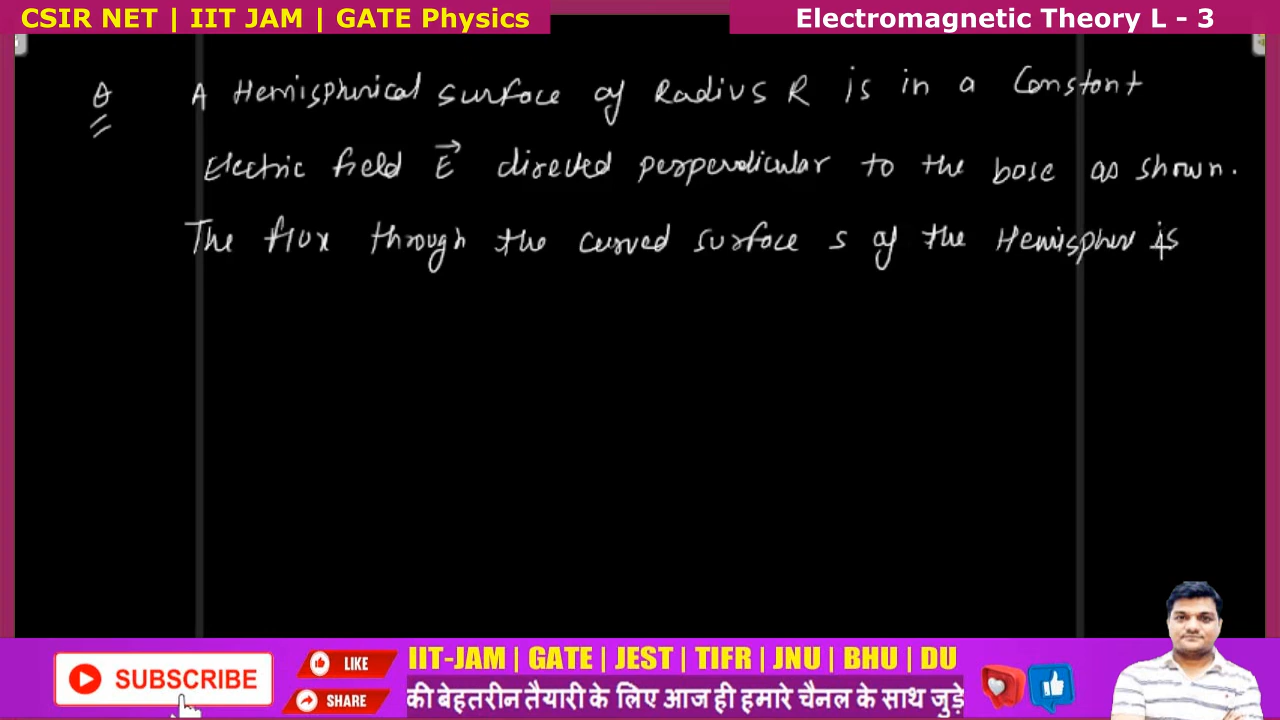 CSIR NET | IIT JAM | GATE Physics
Electromagnetic Theory L - 3
Q A Hemispherical surface of Radius R is in a Constant
Electric field E directed perpendicular to the base as shown.
The flux through the curved surface s of the Hemispher is
SUBSCRIBE
LIKE
SHARE
IIT-JAM | GATE | JEST | TIFR | JNU | BHU | DU
की बेहतरीन तैयारी के लिए आज ही हमारे चैनल के साथ जुड़े